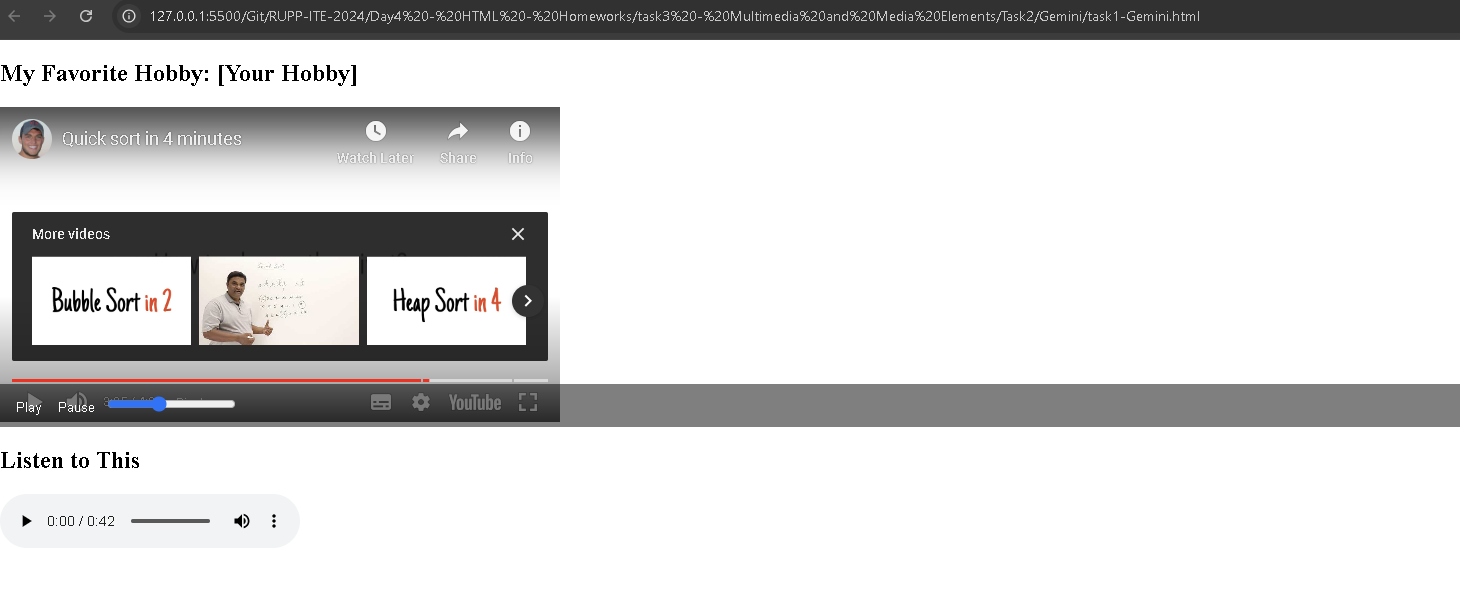 127.0.0.1:5500/Git/RUPP-ITE-2024/Day4%20-%20HTML%20-%20Homeworks/task3%20-%20Multimedia%20and%20Media%20Elements/Task2/Gemini/task1-Gemini.html
My Favorite Hobby: [Your Hobby]
Quick sort in 4 minutes
Watch Later Share Info
More videos
Bubble Sort in 2
Heap Sort in 4
Play Pause YouTube
Listen to This
0:00 / 0:42